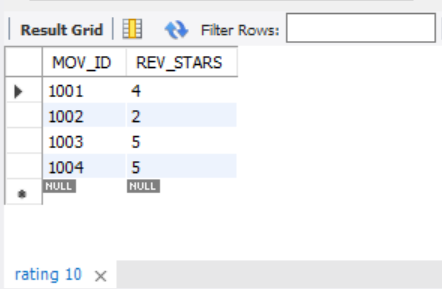 Result Grid Filter Rows:
MOV_ID REV_STARS
1001 4
1002 2
1003 5
1004 5
NULL NULL
rating 10